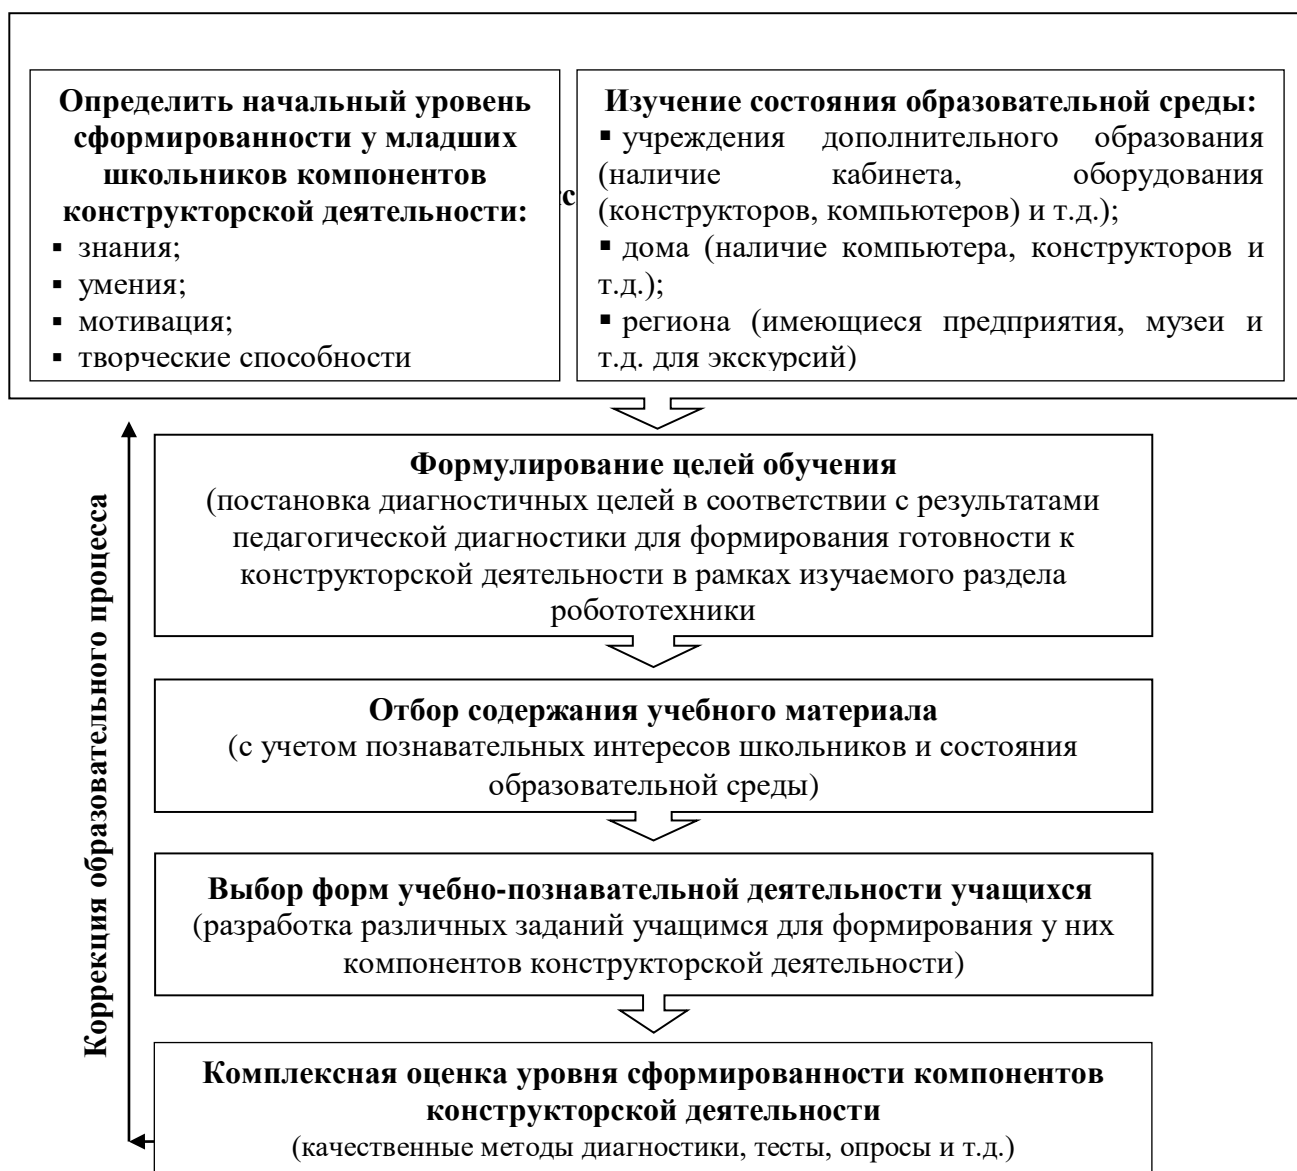 Определить начальный уровень
сформированности у младших
школьников компонентов
конструкторской деятельности:
▪ знания;
▪ умения;
▪ мотивация;
▪ творческие способности
Изучение состояния образовательной среды:
▪ учреждения дополнительного образования
(наличие кабинета, оборудования
(конструкторов, компьютеров) и т.д.);
▪ дома (наличие компьютера, конструкторов и
т.д.);
▪ региона (имеющиеся предприятия, музеи и
т.д. для экскурсий)
Коррекция образовательного процесса
Формулирование целей обучения
(постановка диагностичных целей в соответствии с результатами
педагогической диагностики для формирования готовности к
конструкторской деятельности в рамках изучаемого раздела
робототехники
Отбор содержания учебного материала
(с учетом познавательных интересов школьников и состояния
образовательной среды)
Выбор форм учебно-познавательной деятельности учащихся
(разработка различных заданий учащимся для формирования у них
компонентов конструкторской деятельности)
Комплексная оценка уровня сформированности компонентов
конструкторской деятельности
(качественные методы диагностики, тесты, опросы и т.д.)